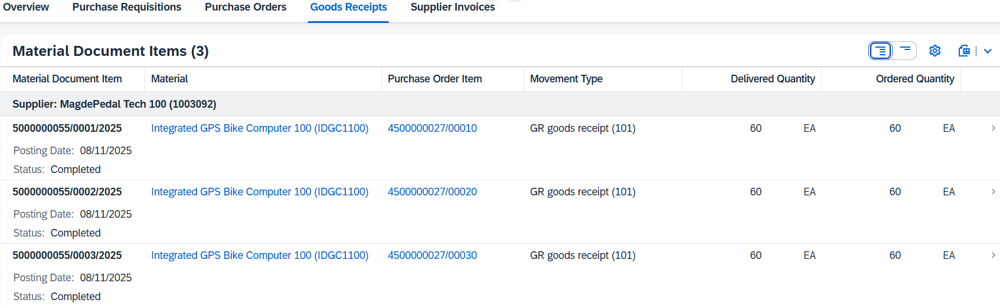 Overview Purchase Requisitions Purchase Orders Goods Receipts Supplier Invoices
Material Document Items (3)
Material Document Item Material Purchase Order Item Movement Type Delivered Quantity Ordered Quantity
Supplier: MagdePedal Tech 100 (1003092)
5000000055/0001/2025 Integrated GPS Bike Computer 100 (IDGC1100) 4500000027/00010 GR goods receipt (101) 60 EA 60 EA
Posting Date: 08/11/2025
Status: Completed
5000000055/0002/2025 Integrated GPS Bike Computer 100 (IDGC1100) 4500000027/00020 GR goods receipt (101) 60 EA 60 EA
Posting Date: 08/11/2025
Status: Completed
5000000055/0003/2025 Integrated GPS Bike Computer 100 (IDGC1100) 4500000027/00030 GR goods receipt (101) 60 EA 60 EA
Posting Date: 08/11/2025
Status: Completed